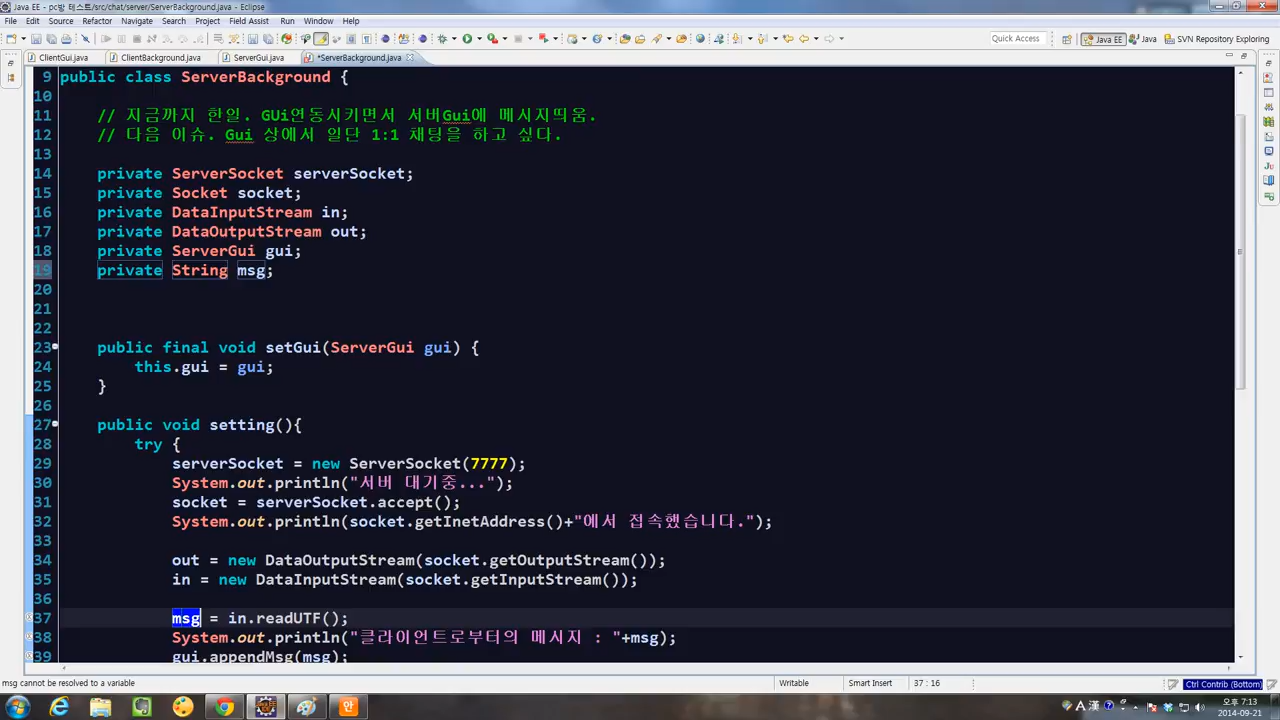 Java EE - pc방 테스트/src/chat/server/ServerBackground.java - Eclipse
File Edit Source Refactor Navigate Search Project Field Assist Run Window Help
Quick Access Java EE Java SVN Repository Exploring
ClientGui.java ClientBackground.java ServerGui.java *ServerBackground.java
9 public class ServerBackground {
10
11 // 지금까지 한일. GUi연동시키면서 서버Gui에 메시지띄움.
12 // 다음 이슈. Gui 상에서 일단 1:1 채팅을 하고 싶다.
13
14 private ServerSocket serverSocket;
15 private Socket socket;
16 private DataInputStream in;
17 private DataOutputStream out;
18 private ServerGui gui;
19 private String msg;
20
21
22
23 public final void setGui(ServerGui gui) {
24 this.gui = gui;
25 }
26
27 public void setting(){
28 try {
29 serverSocket = new ServerSocket(7777);
30 System.out.println("서버 대기중...");
31 socket = serverSocket.accept();
32 System.out.println(socket.getInetAddress()+"에서 접속했습니다.");
33
34 out = new DataOutputStream(socket.getOutputStream());
35 in = new DataInputStream(socket.getInputStream());
36
37 msg = in.readUTF();
38 System.out.println("클라이언트로부터의 메시지 : "+msg);
39 gui.appendMsg(msg);
msg cannot be resolved to a variable Writable Smart Insert 37 : 16 Ctrl Contrib (Bottom)
안 A 漢 오후 7:13
2014-09-21